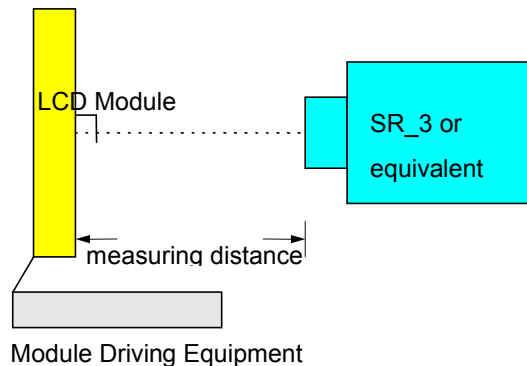 LCD Module
SR_3 or
equivalent
measuring distance
Module Driving Equipment